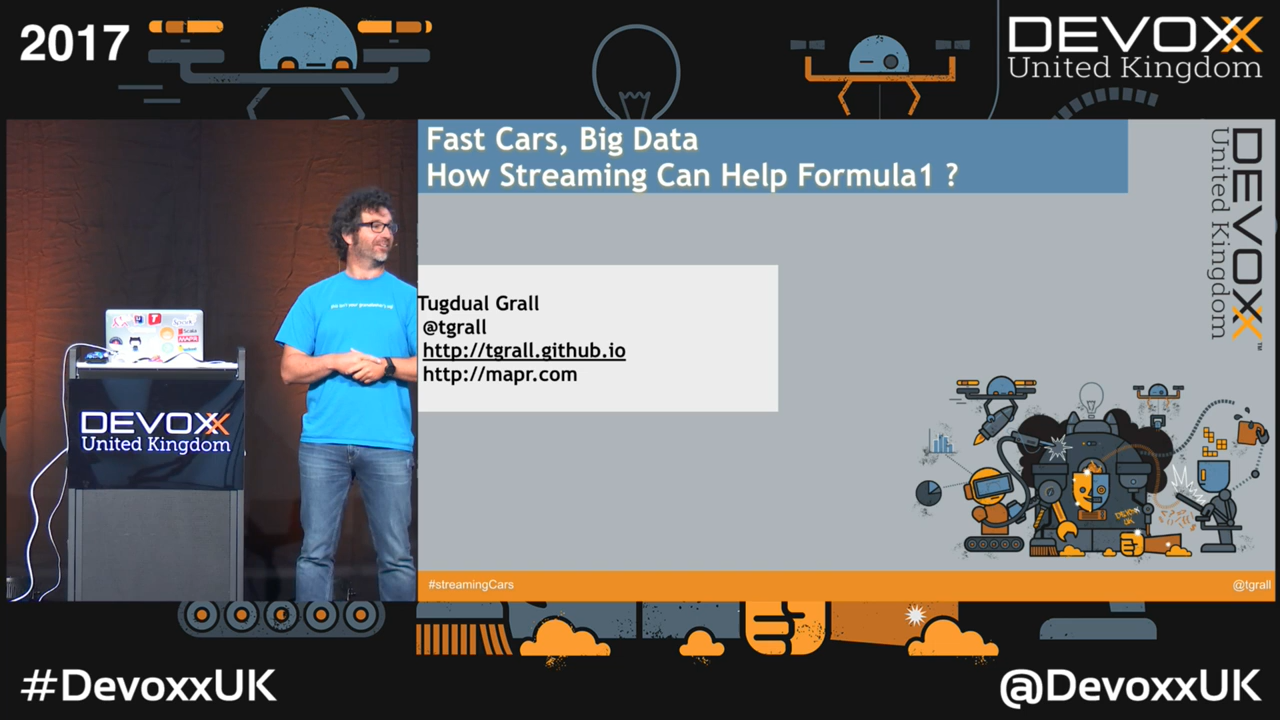 2017
DEVOXX
United Kingdom
Fast Cars, Big Data
How Streaming Can Help Formula1 ?
DEVOXX
United Kingdom
Tugdual Grall
@tgrall
http://tgrall.github.io
http://mapr.com
DEVOXX
United Kingdom
#streamingCars
@tgrall
#DevoxxUK
@DevoxxUK